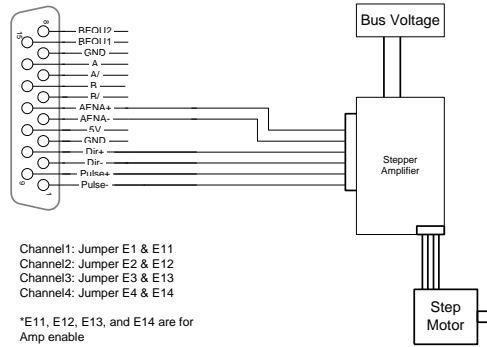 Bus Voltage
8
15
BEQU2
BEQU1
GND
A
A/
B
B/
AENA+
AENA-
5V
GND
Dir+
Dir-
Pulse+
Pulse-
9
1
Stepper
Amplifier
Step
Motor
Channel1: Jumper E1 & E11
Channel2: Jumper E2 & E12
Channel3: Jumper E3 & E13
Channel4: Jumper E4 & E14
*E11, E12, E13, and E14 are for
Amp enable